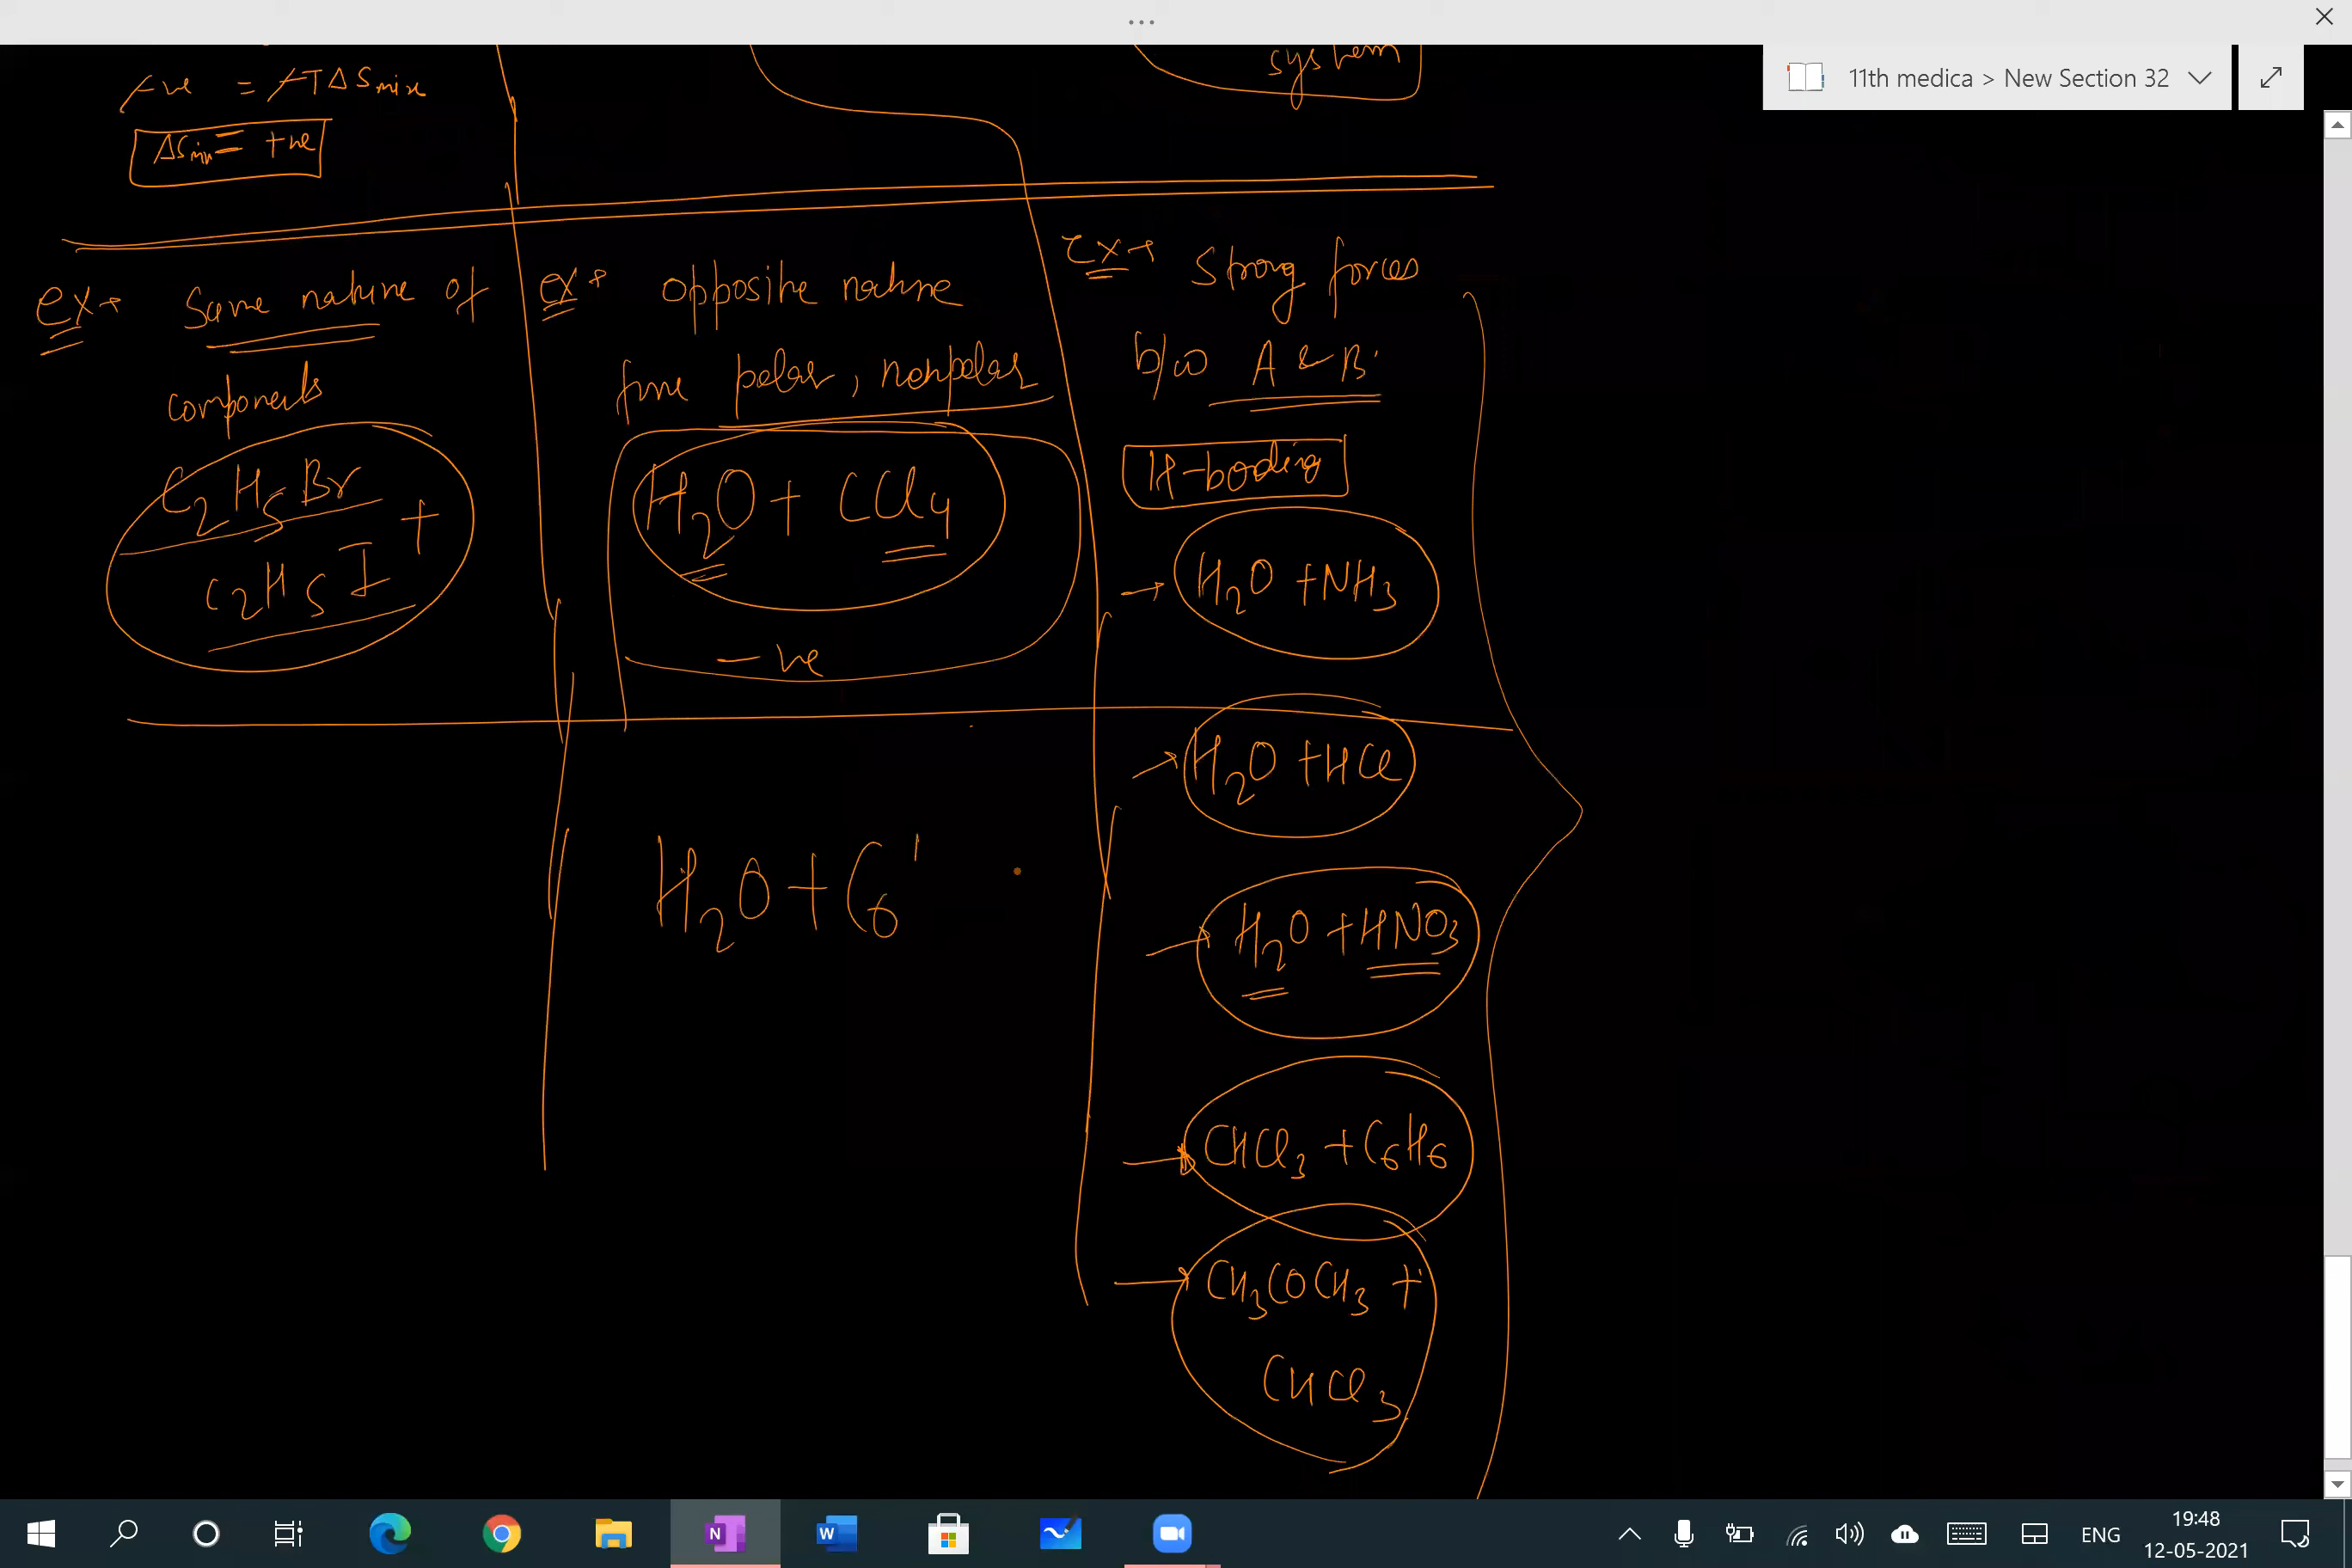 system
11th medica > New Section 32
+ve = +TΔSmix
ΔSmin = +ve
ex→ Same nature of
components
C2H5Br
+
C2H5I
ex→ opposite nature
polar, nonpolar
H2O + CCl4
-ve
H2O + C6
ex→ Strong forces
b/w A & B.
H-bonding
→ H2O + NH3
→ H2O + HCl
→ H2O + HNO3
→ CHCl3 + C6H6
→ CH3COCH3 +
CHCl3
ENG
19:48
12-05-2021